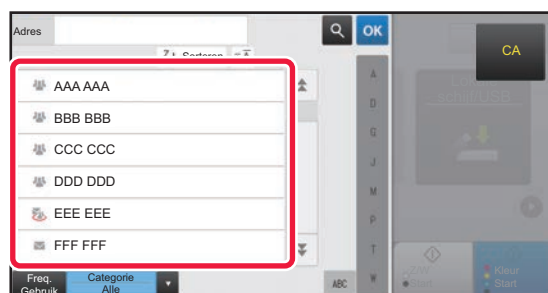 Adres
OK
CA
Sorteren
AAA AAA
BBB BBB
CCC CCC
DDD DDD
EEE EEE
FFF FFF
A
D
G
J
M
P
T
W
ABC
Freq.
Gebruik
Categorie
Alle
Z/W
Start
Kleur
Start